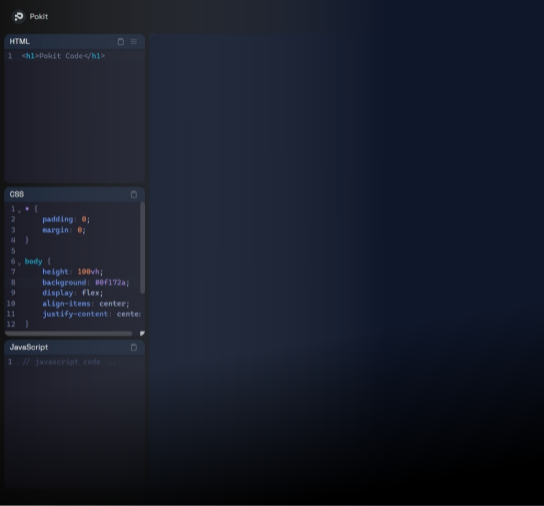 Pokit
HTML
1 <h1>Pokit Code</h1>
CSS
1 * {
2 padding: 0;
3 margin: 0;
4 }
5
6 body {
7 height: 100vh;
8 background: #0f172a;
9 display: flex;
10 align-items: center;
11 justify-content: cente
12 }
JavaScript
1 // javascript code ...